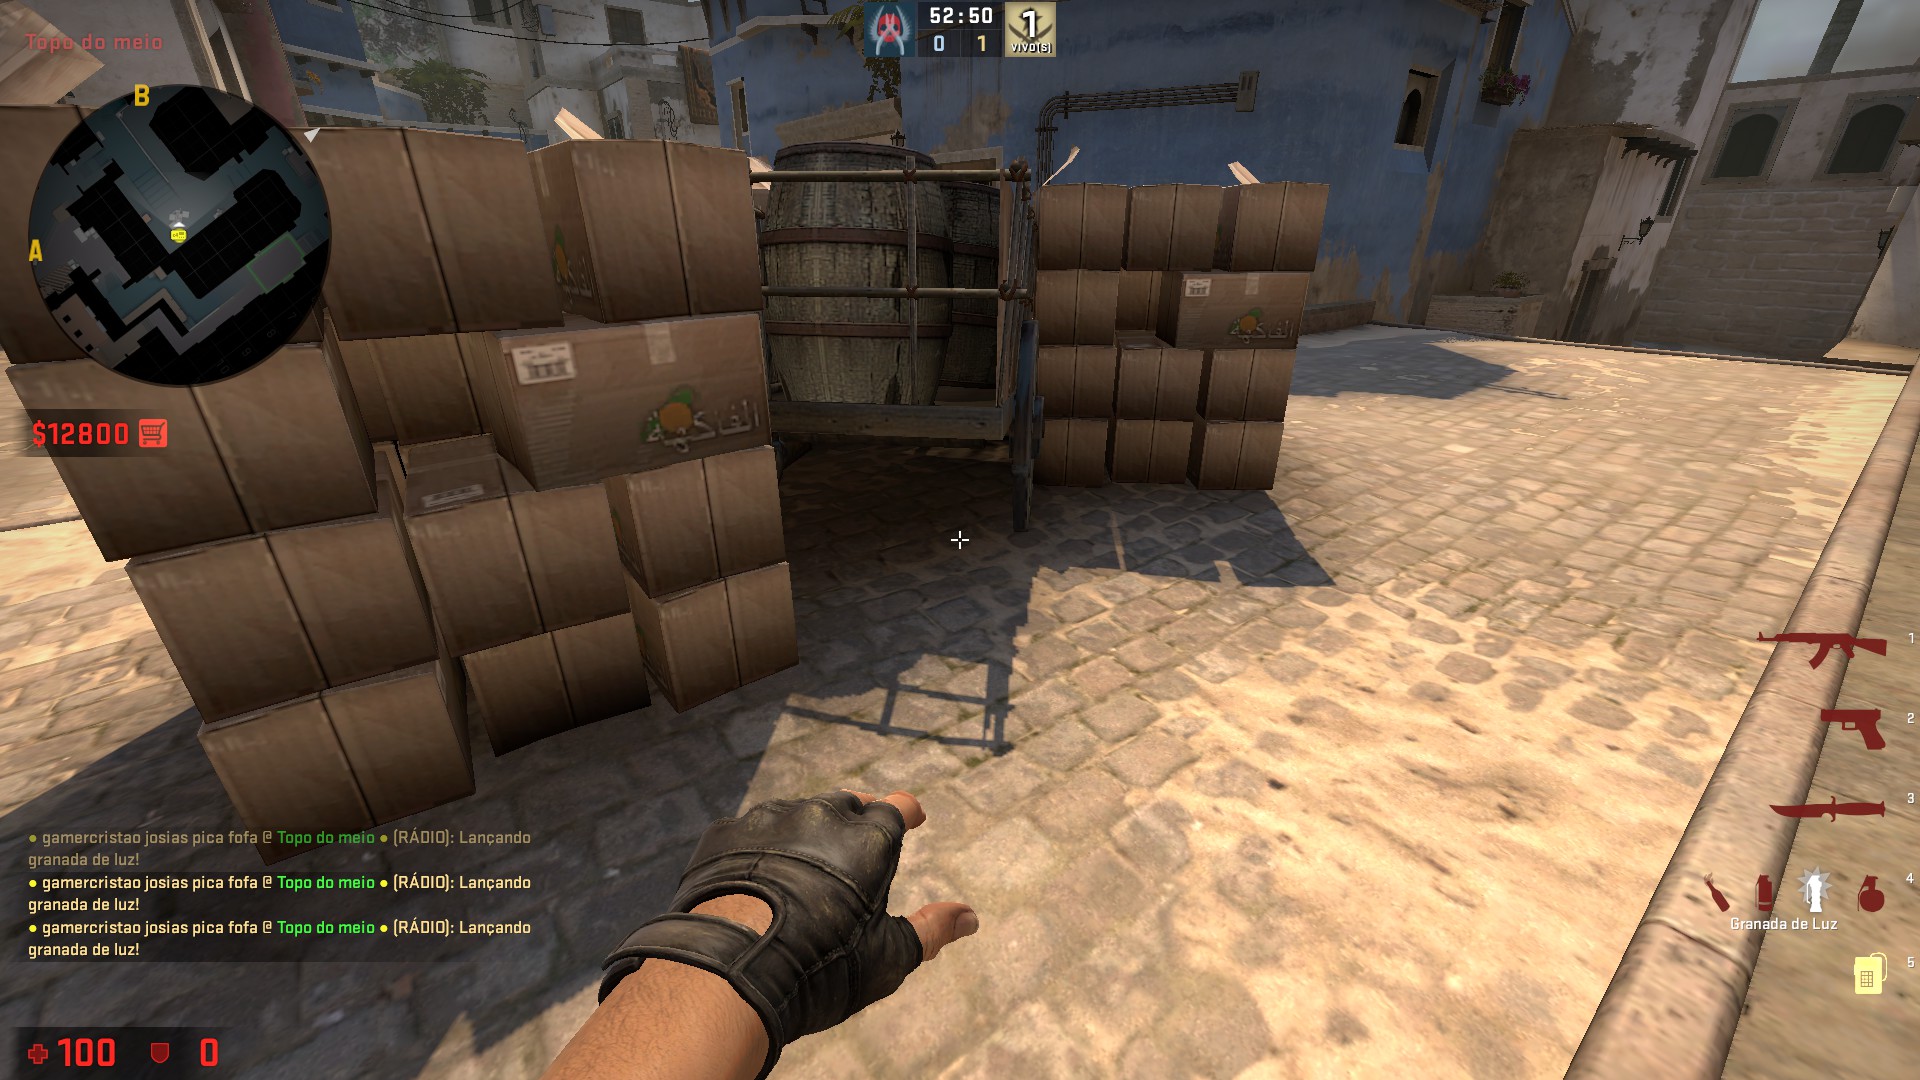 Topo do meio
52:50
0 1
1
VIVO(S)
B
A
$12800
الفاكهة
الفاكهة
1
2
3
4
Granada de Luz
5
● gamercristao josias pica fofa @ Topo do meio ● (RÁDIO): Lançando
granada de luz!
● gamercristao josias pica fofa @ Topo do meio ● (RÁDIO): Lançando
granada de luz!
● gamercristao josias pica fofa @ Topo do meio ● (RÁDIO): Lançando
granada de luz!
100 0